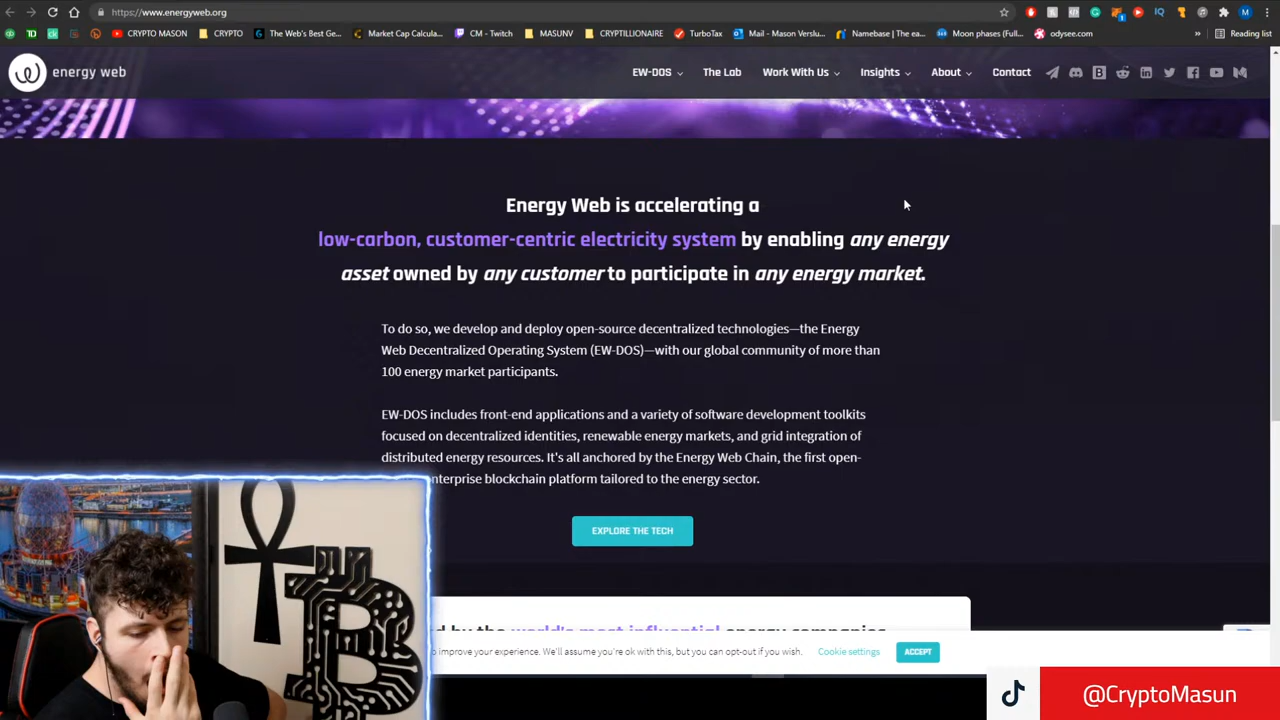 https://www.energyweb.org
CRYPTO MASON
CRYPTO
The Web's Best Ge...
Market Cap Calcula...
CM - Twitch
MASUNV
CRYPTILLIONAIRE
TurboTax
Mail - Mason Verslu...
Namebase | The ea...
Moon phases (Full...
odysee.com
»
Reading list
energy web
EW-DOS
The Lab
Work With Us
Insights
About
Contact
Energy Web is accelerating a
low-carbon, customer-centric electricity system by enabling any energy
asset owned by any customer to participate in any energy market.
To do so, we develop and deploy open-source decentralized technologies—the Energy
Web Decentralized Operating System (EW-DOS)—with our global community of more than
100 energy market participants.
EW-DOS includes front-end applications and a variety of software development toolkits
focused on decentralized identities, renewable energy markets, and grid integration of
distributed energy resources. It's all anchored by the Energy Web Chain, the first open-
enterprise blockchain platform tailored to the energy sector.
EXPLORE THE TECH
by the world's most influential energy companies
to improve your experience. We'll assume you're ok with this, but you can opt-out if you wish.
Cookie settings
ACCEPT
@CryptoMasun